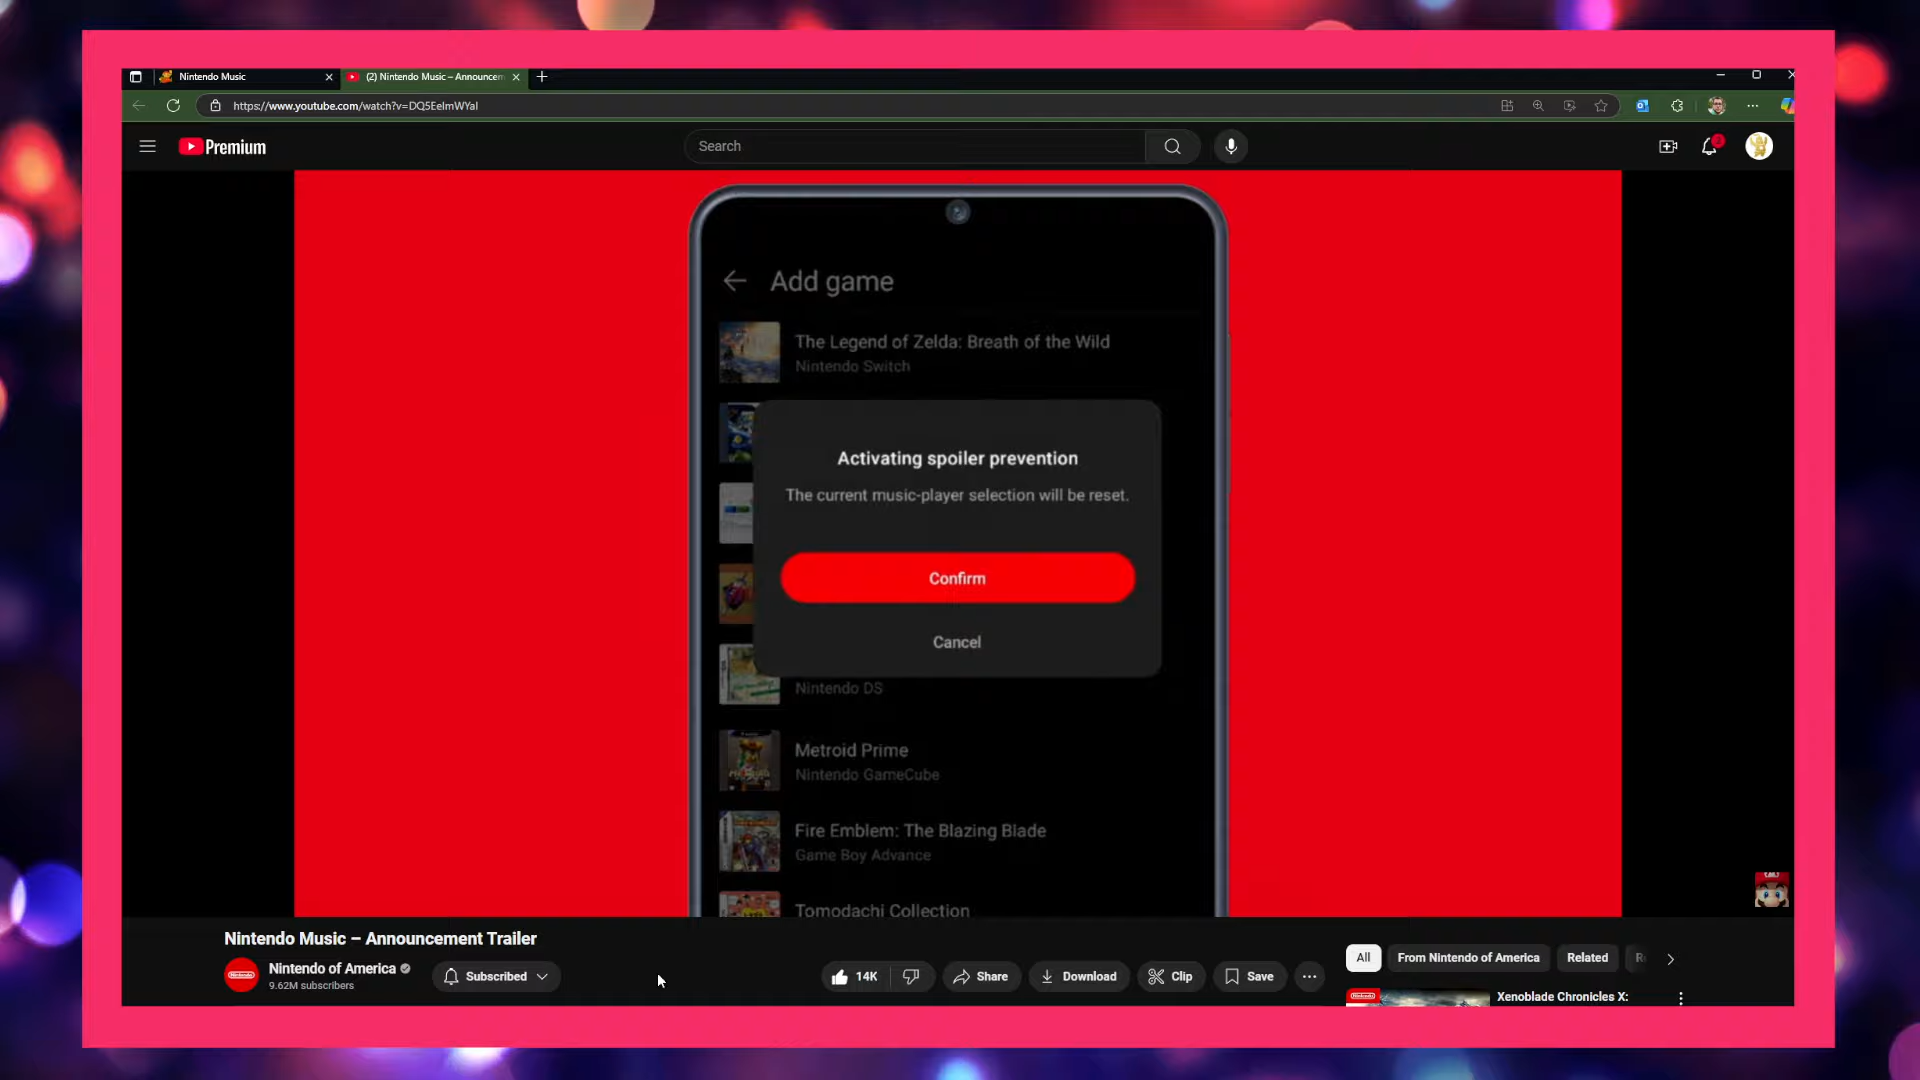 Nintendo Music
(2) Nintendo Music – Announcem
https://www.youtube.com/watch?v=DQ5EelmWYaI
Premium
Search
2
Add game
The Legend of Zelda: Breath of the Wild
Nintendo Switch
Activating spoiler prevention
The current music-player selection will be reset.
Confirm
Cancel
Nintendo DS
Metroid Prime
Nintendo GameCube
Fire Emblem: The Blazing Blade
Game Boy Advance
Tomodachi Collection
Nintendo Music – Announcement Trailer
Nintendo of America
9.62M subscribers
Subscribed
14K
Share
Download
Clip
Save
All
From Nintendo of America
Related
Xenoblade Chronicles X: